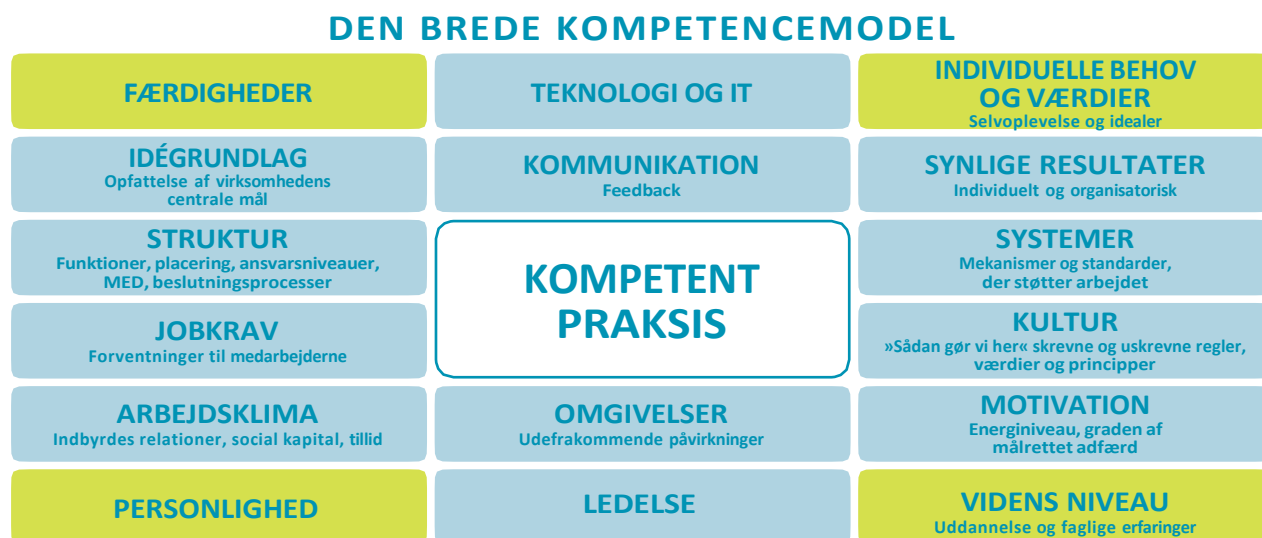 DEN BREDE KOMPETENCEMODEL
FÆRDIGHEDER
TEKNOLOGI OG IT
INDIVIDUELLE BEHOV
OG VÆRDIER
Selvoplevelse og idealer
IDÉGRUNDLAG
Opfattelse af virksomhedens
centrale mål
KOMMUNIKATION
Feedback
SYNLIGE RESULTATER
Individuelt og organisatorisk
STRUKTUR
Funktioner, placering, ansvarsniveauer,
MED, beslutningsprocesser
KOMPETENT
PRAKSIS
SYSTEMER
Mekanismer og standarder,
der støtter arbejdet
JOBKRAV
Forventninger til medarbejderne
KULTUR
»Sådan gør vi her« skrevne og uskrevne regler,
værdier og principper
ARBEJDSKLIMA
Indbyrdes relationer, social kapital, tillid
OMGIVELSER
Udefrakommende påvirkninger
MOTIVATION
Energiniveau, graden af
målrettet adfærd
PERSONLIGHED
LEDELSE
VIDENS NIVEAU
Uddannelse og faglige erfaringer